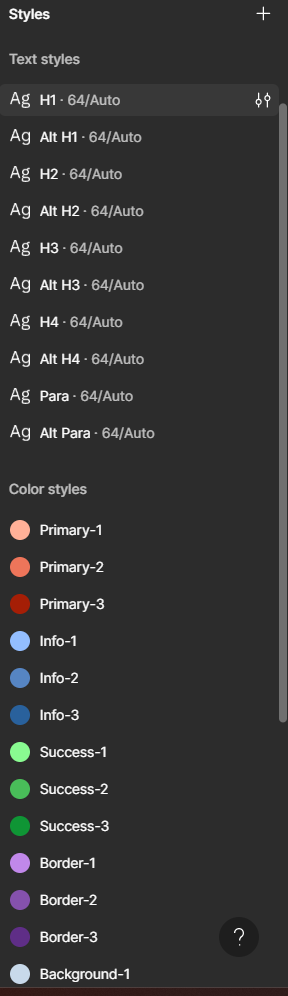 Styles
Text styles
Ag H1 · 64/Auto
Ag Alt H1 · 64/Auto
Ag H2 · 64/Auto
Ag Alt H2 · 64/Auto
Ag H3 · 64/Auto
Ag Alt H3 · 64/Auto
Ag H4 · 64/Auto
Ag Alt H4 · 64/Auto
Ag Para · 64/Auto
Ag Alt Para · 64/Auto
Color styles
Primary-1
Primary-2
Primary-3
Info-1
Info-2
Info-3
Success-1
Success-2
Success-3
Border-1
Border-2
Border-3
?
Background-1